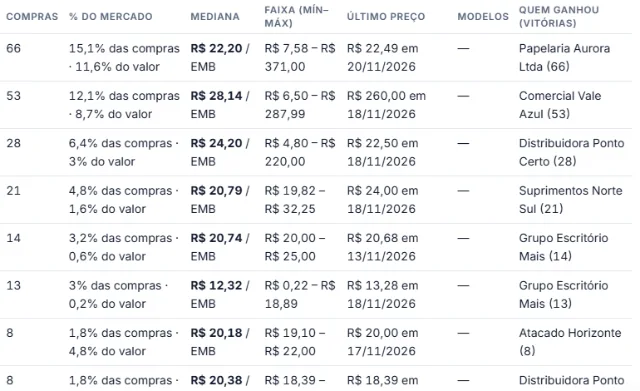 COMPRAS % DO MERCADO MEDIANA FAIXA (MÍN–MÁX) ÚLTIMO PREÇO MODELOS QUEM GANHOU (VITÓRIAS)
66 15,1% das compras · 11,6% do valor R$ 22,20 / EMB R$ 7,58 – R$ 371,00 R$ 22,49 em 20/11/2026 — Papelaria Aurora Ltda (66)
53 12,1% das compras · 8,7% do valor R$ 28,14 / EMB R$ 6,50 – R$ 287,99 R$ 260,00 em 18/11/2026 — Comercial Vale Azul (53)
28 6,4% das compras · 3% do valor R$ 24,20 / EMB R$ 4,80 – R$ 220,00 R$ 22,50 em 18/11/2026 — Distribuidora Ponto Certo (28)
21 4,8% das compras · 1,6% do valor R$ 20,79 / EMB R$ 19,82 – R$ 32,25 R$ 24,00 em 18/11/2026 — Suprimentos Norte Sul (21)
14 3,2% das compras · 0,6% do valor R$ 20,74 / EMB R$ 20,00 – R$ 25,00 R$ 20,68 em 13/11/2026 — Grupo Escritório Mais (14)
13 3% das compras · 0,2% do valor R$ 12,32 / EMB R$ 0,22 – R$ 18,89 R$ 13,28 em 18/11/2026 — Grupo Escritório Mais (13)
8 1,8% das compras · 4,8% do valor R$ 20,18 / EMB R$ 19,10 – R$ 22,00 R$ 20,00 em 17/11/2026 — Atacado Horizonte (8)
8 1,8% das compras · R$ 20,38 / R$ 18,39 – R$ 18,39 em — Distribuidora Ponto